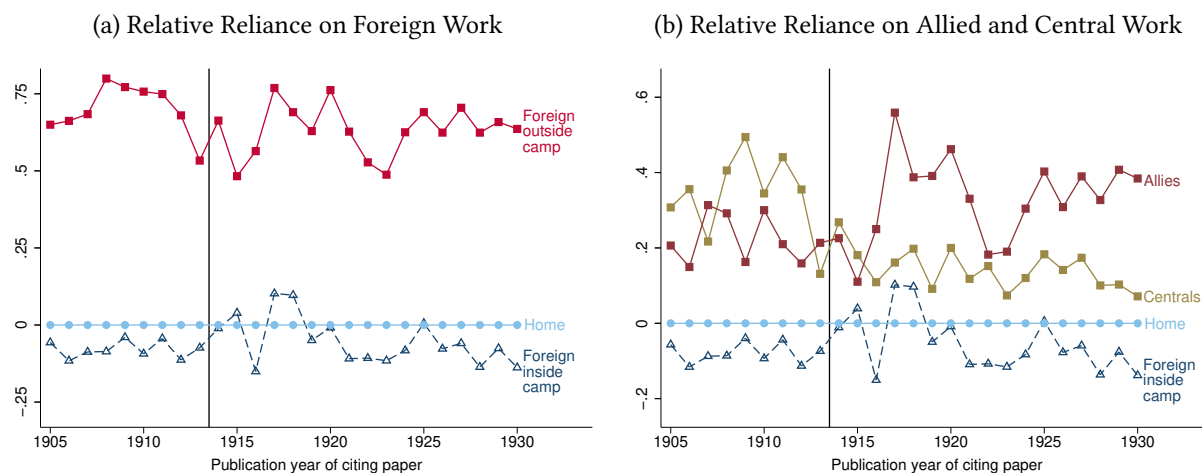 (a) Relative Reliance on Foreign Work
.75
.5
.25
0
-.25
Foreign
outside
camp
Home
Foreign
inside
camp
1905 1910 1915 1920 1925 1930
Publication year of citing paper
(b) Relative Reliance on Allied and Central Work
.6
.4
.2
0
-.2
Allies
Centrals
Home
Foreign
inside
camp
1905 1910 1915 1920 1925 1930
Publication year of citing paper